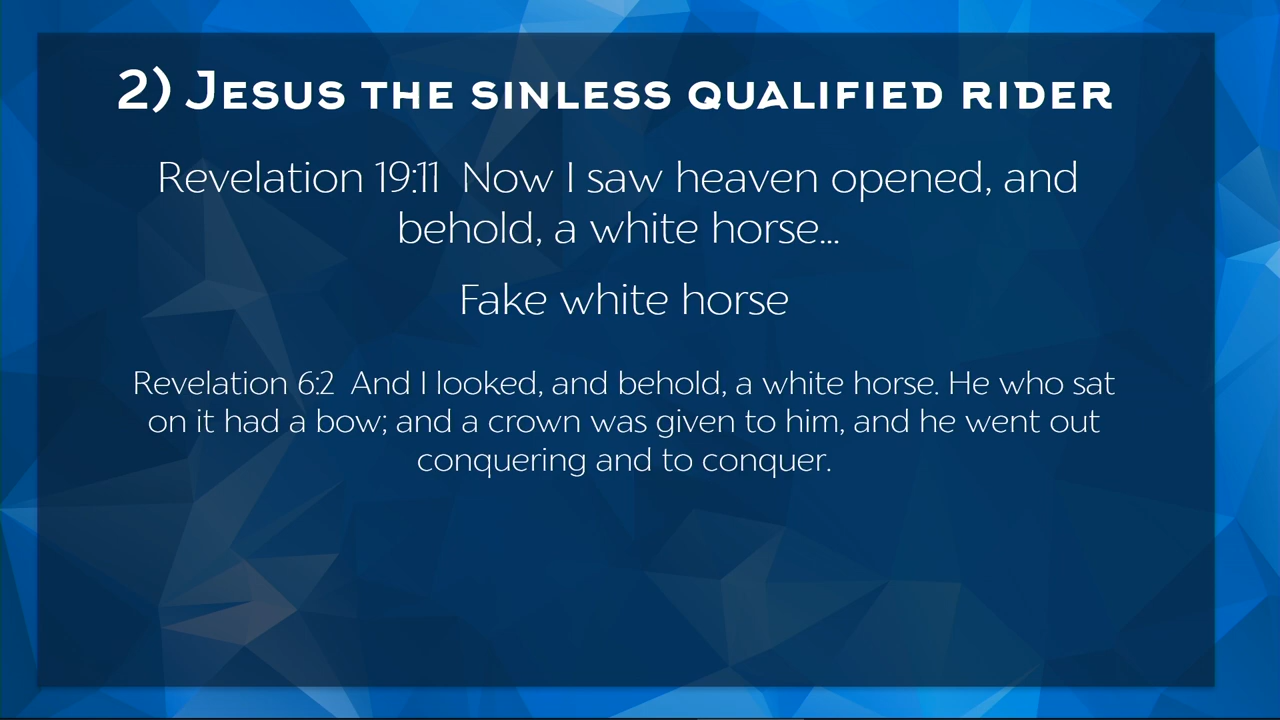 2) Jesus the sinless qualified rider
Revelation 19:11  Now I saw heaven opened, and
behold, a white horse...
Fake white horse
Revelation 6:2  And I looked, and behold, a white horse. He who sat
on it had a bow; and a crown was given to him, and he went out
conquering and to conquer.